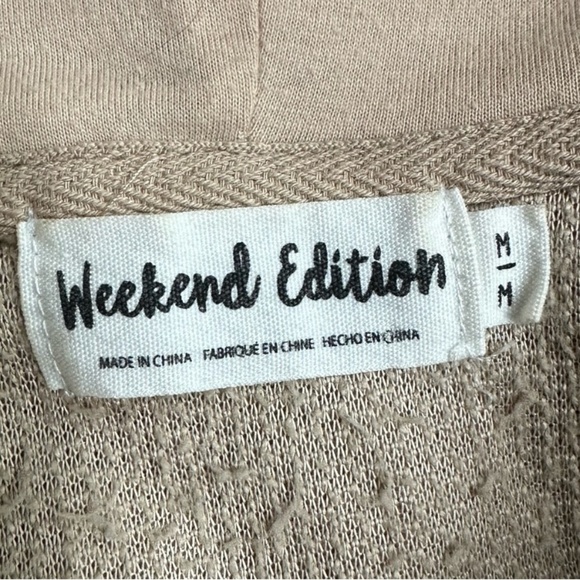 Weekend Edition
MADE IN CHINA FABRIQUÉ EN CHINE HECHO EN CHINA
M
M